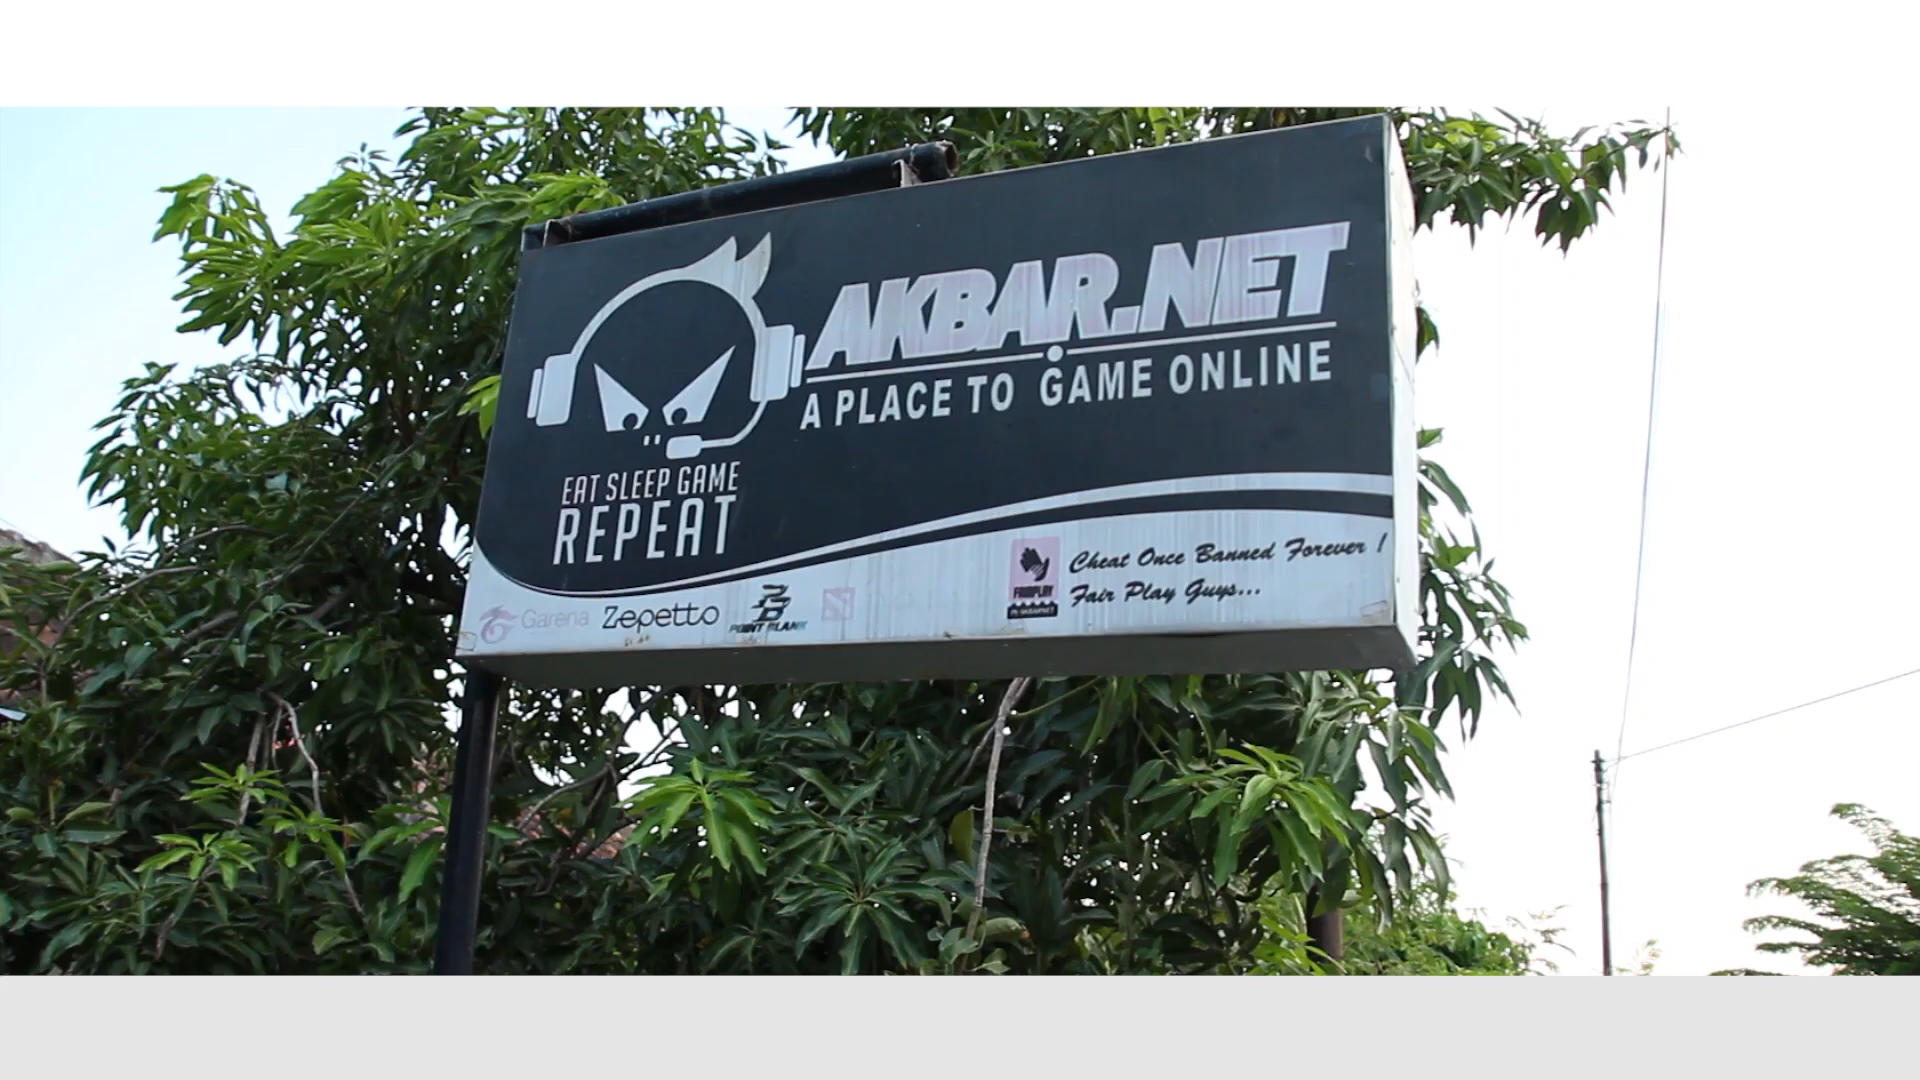 AKBAR.NET
A PLACE TO GAME ONLINE
EAT SLEEP GAME
REPEAT
Cheat Once Banned Forever !
Fair Play Guys...
FAIRPLAY
Garena Zepetto POINT BLANK